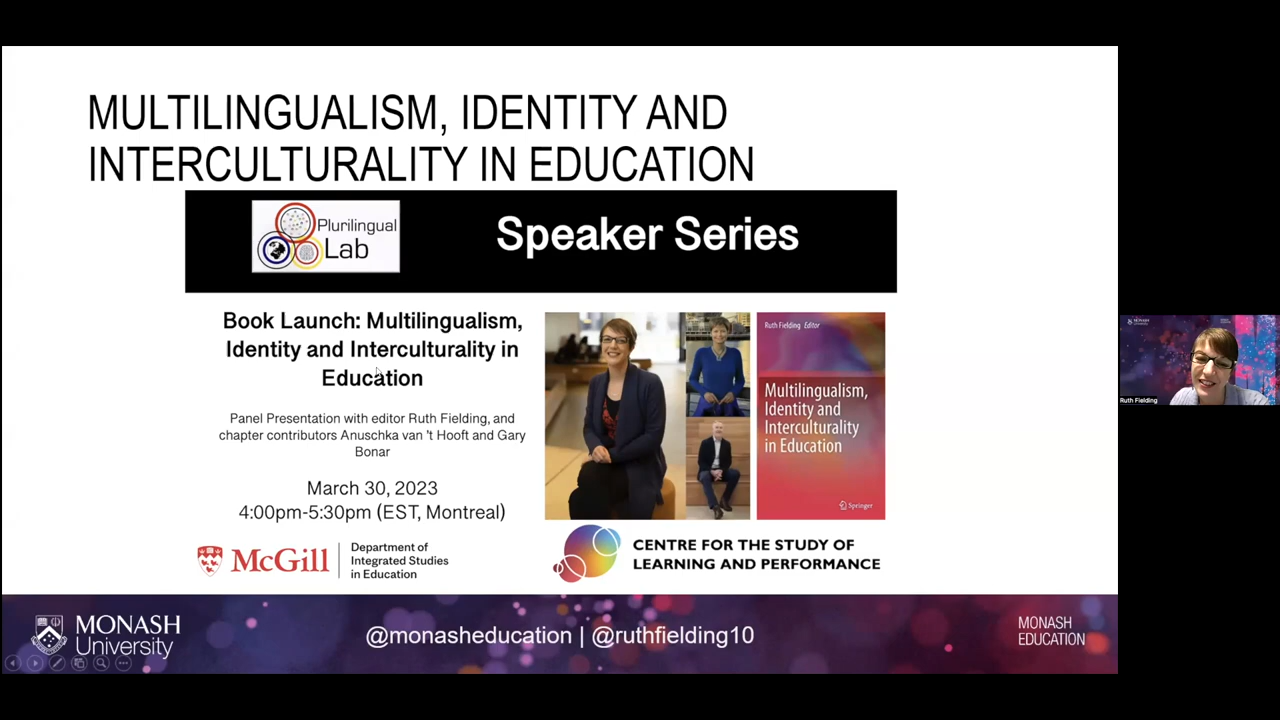 MULTILINGUALISM, IDENTITY AND
INTERCULTURALITY IN EDUCATION
Plurilingual
Lab
Speaker Series
Book Launch: Multilingualism,
Identity and Interculturality in
Education
Panel Presentation with editor Ruth Fielding, and
chapter contributors Anuschka van 't Hooft and Gary
Bonar
March 30, 2023
4:00pm-5:30pm (EST, Montreal)
Ruth Fielding Editor
Multilingualism,
Identity and
Interculturality
in Education
Springer
McGill
Department of
Integrated Studies
in Education
CENTRE FOR THE STUDY OF
LEARNING AND PERFORMANCE
MONASH
University
@monasheducation | @ruthfielding10
MONASH
EDUCATION
MONASH
Ruth Fielding